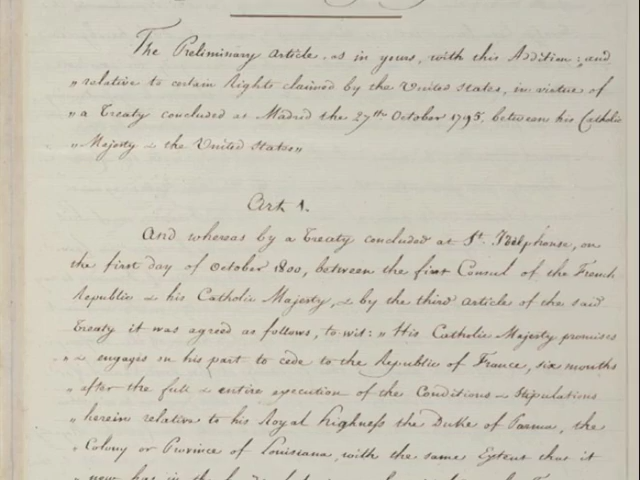 The Preliminary Article, as in yours, with this Addition; and
„ relative to certain Rights claimed by the United States, in virtue of
„ a Treaty concluded at Madrid the 27th October 1795, between his Catholic
„ Majesty & the United States„
Art 1.
And whereas by a Treaty concluded at St. Ildephonse, on
the first day of October 1800, between the first Consul of the French
Republic & his Catholic Majesty, & by the third article of the said
Treaty it was agreed as follows, to wit: „ His Catholic Majesty promises
„ & engages on his part to cede to the Republic of France, six months
„ after the full & entire execution of the Conditions & Stipulations
„ herein relative to his Royal Highness the Duke of Parma, the
„ Colony or Province of Louisiana, with the same Extent that it
„ now has in the